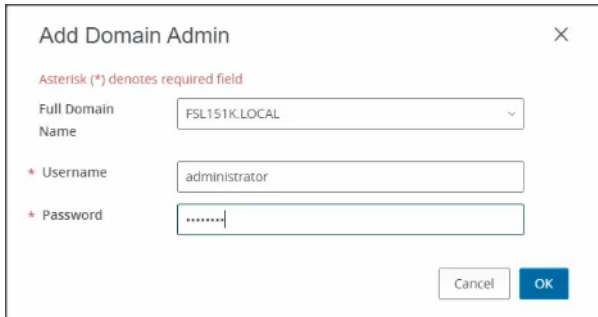 Add Domain Admin
Asterisk (*) denotes required field
Full Domain
Name
FSL151K.LOCAL
* Username
administrator
* Password
••••••••
Cancel
OK